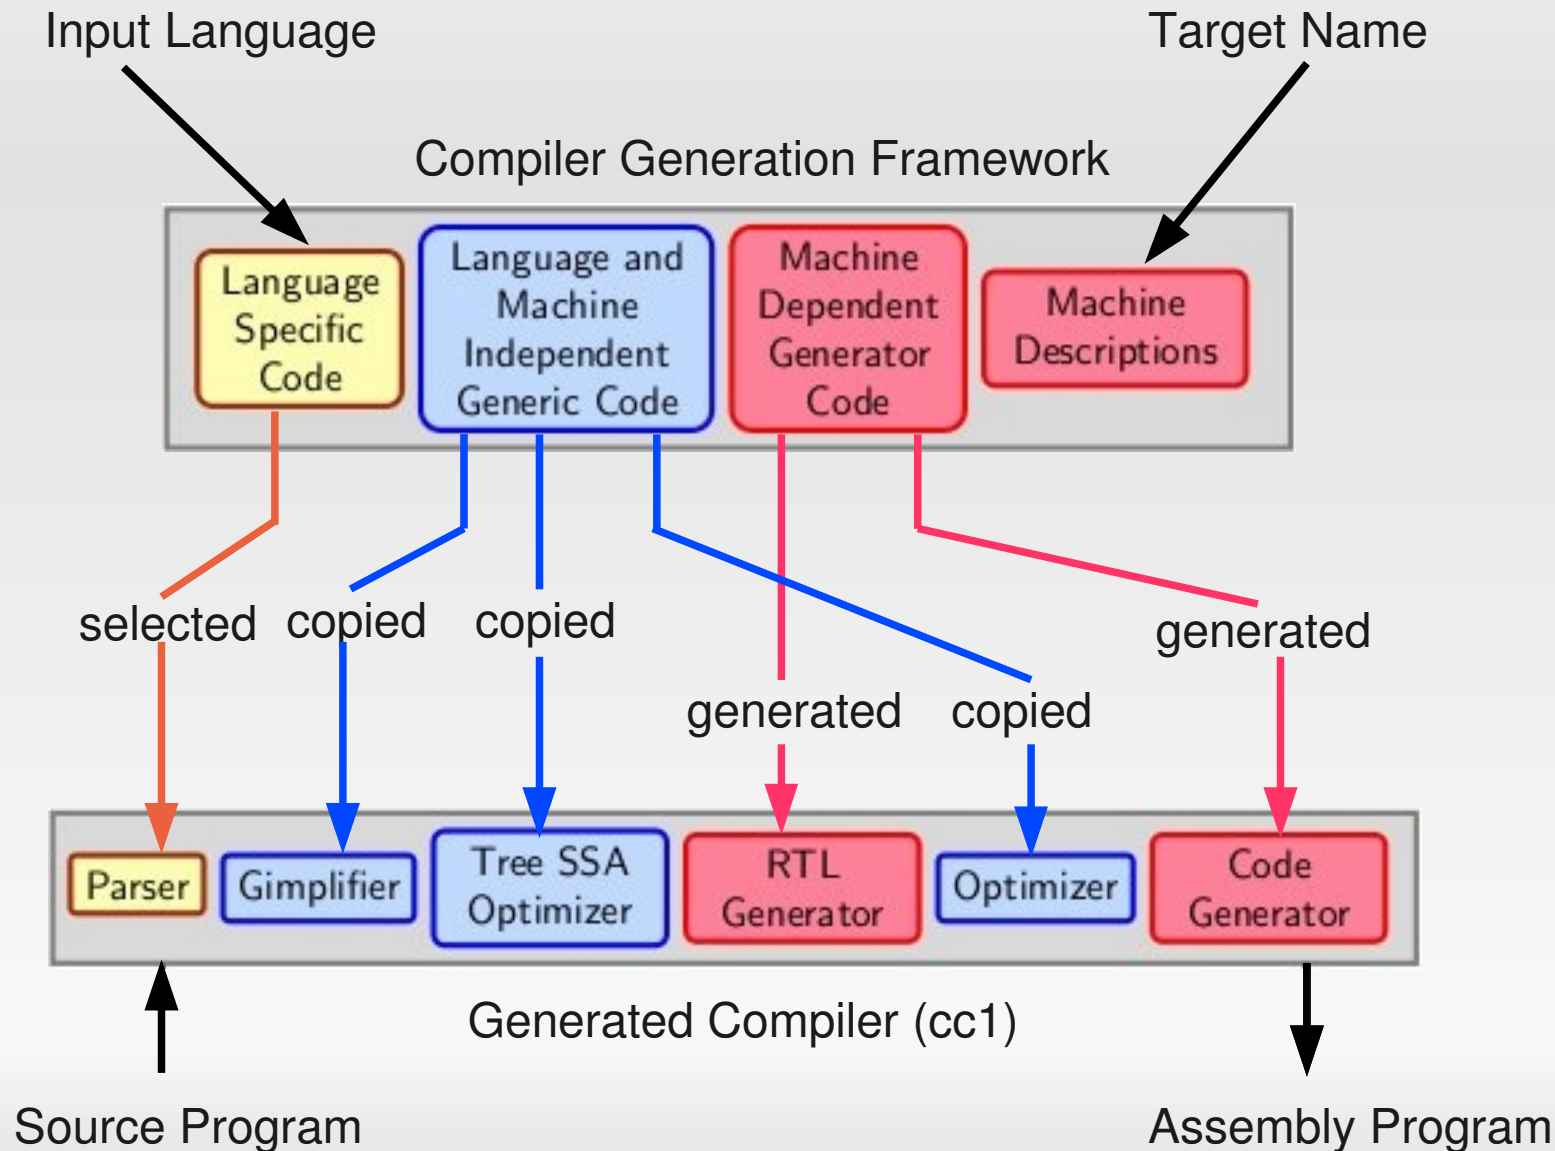 Input Language
Target Name
Compiler Generation Framework
Language
Specific
Code
Language and
Machine
Independent
Generic Code
Machine
Dependent
Generator
Code
Machine
Descriptions
selected
copied
copied
generated
generated
copied
Parser
Gimplifier
Tree SSA
Optimizer
RTL
Generator
Optimizer
Code
Generator
Generated Compiler (cc1)
Source Program
Assembly Program